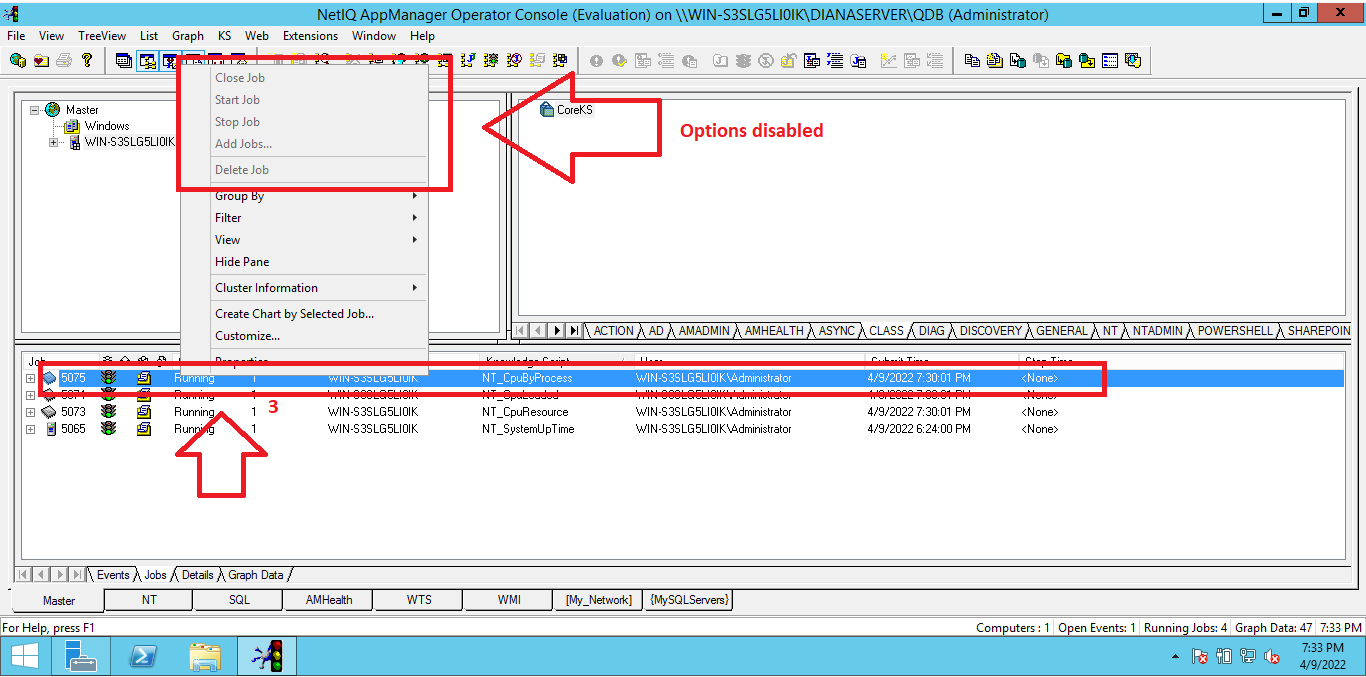 NetIQ AppManager Operator Console (Evaluation) on \\WIN-S3SLG5LI0IK\DIANASERVER\QDB (Administrator)
File View TreeView List Graph KS Web Extensions Window Help
Close Job
Start Job
Stop Job
Add Jobs...
Delete Job
Group By
Filter
View
Hide Pane
Cluster Information
Create Chart by Selected Job...
Customize...
Properties
Master
Windows
WIN-S3SLG5LI0IK
CoreKS
Options disabled
ACTION AD AMADMIN AMHEALTH ASYNC CLASS DIAG DISCOVERY GENERAL NT NTADMIN POWERSHELL SHAREPOIN
Job Knowledge Script User Submit Time Stop Time
5075 Running 1 WIN-S3SLG5LI0IK NT_CpuByProcess WIN-S3SLG5LI0IK\Administrator 4/9/2022 7:30:01 PM <None>
5074 NT_CpuLoaded WIN-S3SLG5LI0IK\Administrator <None>
5073 Running 1 WIN-S3SLG5LI0IK NT_CpuResource WIN-S3SLG5LI0IK\Administrator 4/9/2022 7:30:01 PM <None>
3
5065 Running 1 WIN-S3SLG5LI0IK NT_SystemUpTime WIN-S3SLG5LI0IK\Administrator 4/9/2022 6:24:00 PM <None>
Events Jobs Details Graph Data
Master NT SQL AMHealth WTS WMI [My_Network] {MySQLServers}
For Help, press F1 Computers : 1 Open Events: 1 Running Jobs: 4 Graph Data: 47 7:33 PM
7:33 PM
4/9/2022